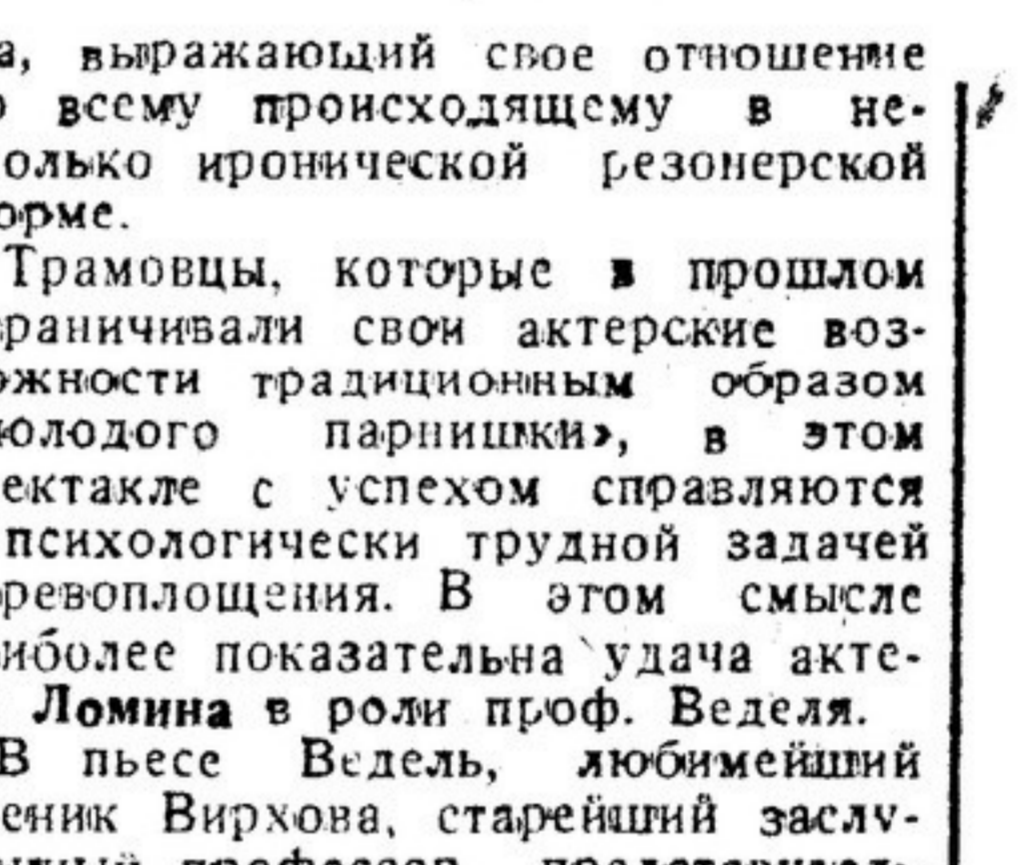 а, выражающий свое отношение
о всему происходящему в не-
олько иронической резонерской
орме.
Трамовцы, которые в прошлом
раничивали свои актерские воз-
ожности традиционным образом
олодого парнишки», в этом
ектакле с успехом справляются
психологически трудной задачей
ревоплощения. В этом смысле
иболее показательна удача акте-
Ломина в роли проф. Веделя.
В пьесе Ведель, любимейший
еник Вирхова, старейший заслу-